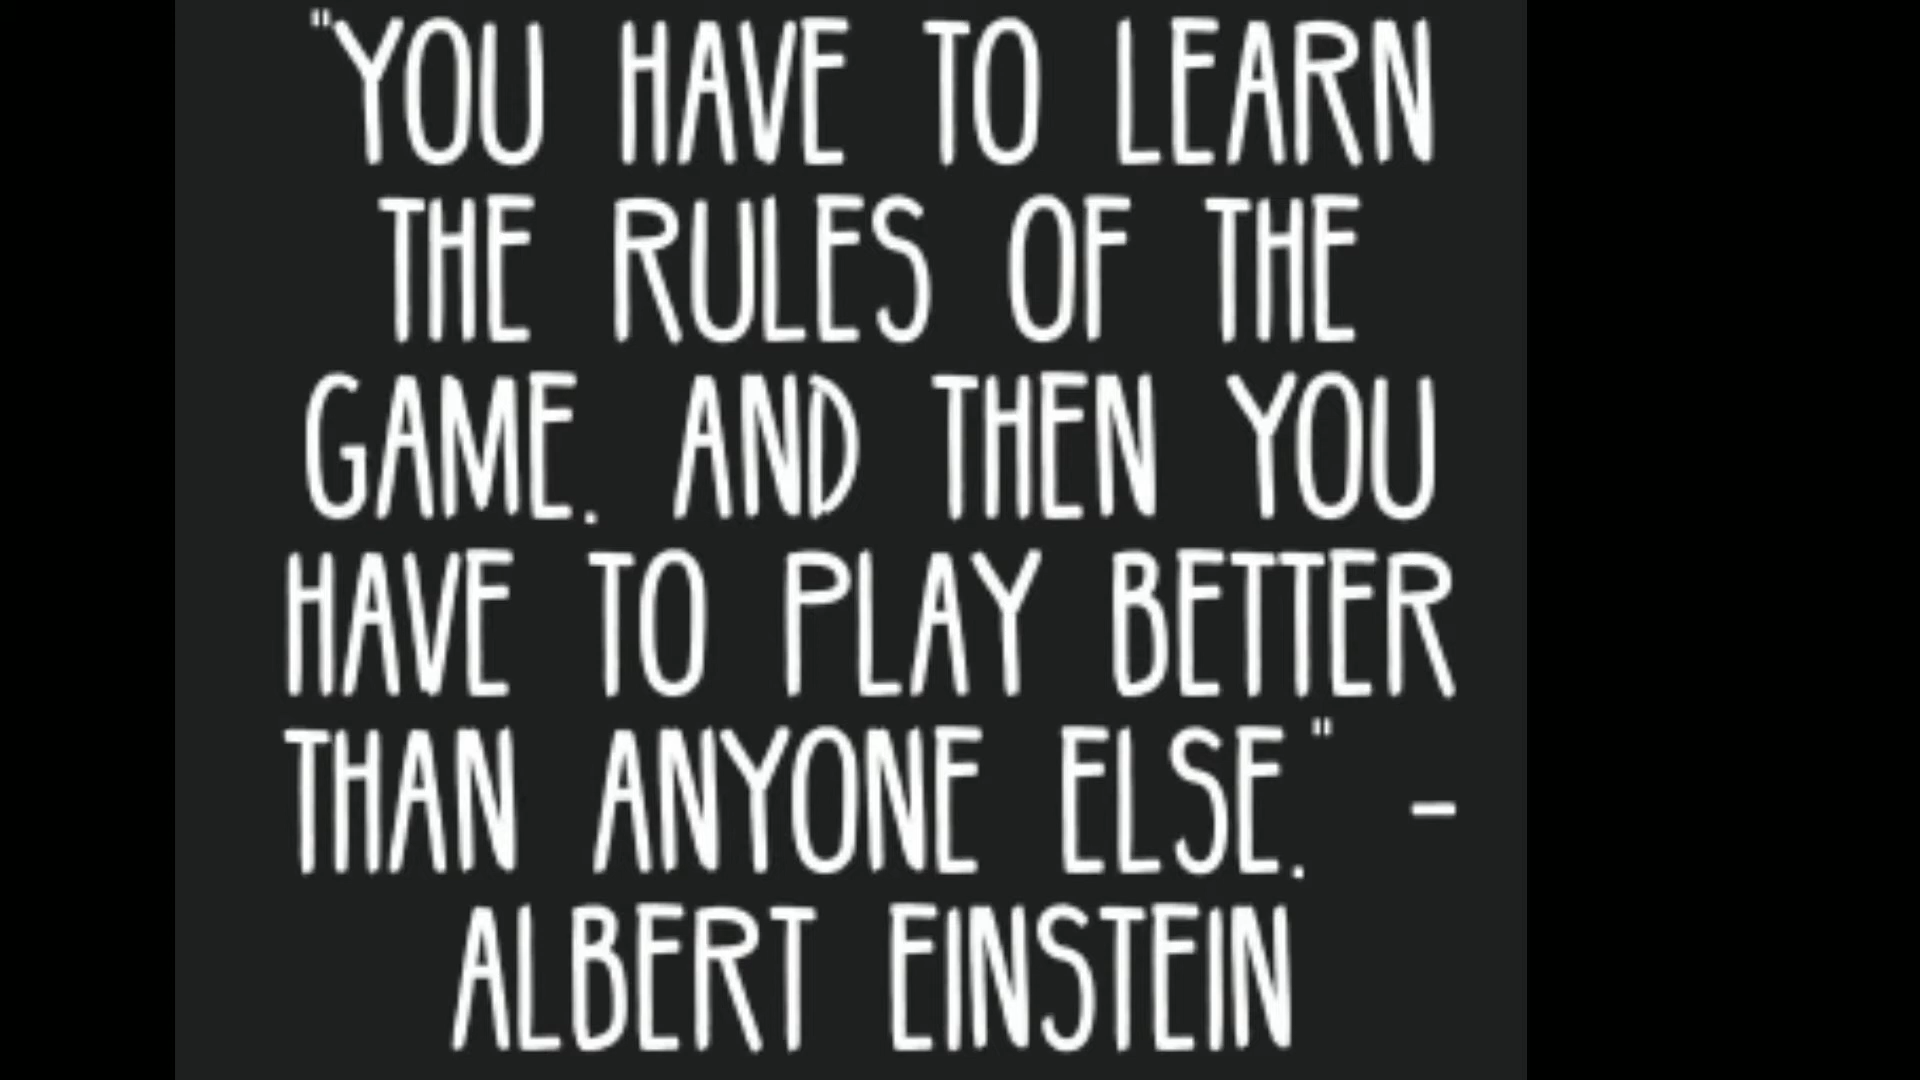 "YOU HAVE TO LEARN
THE RULES OF THE
GAME. AND THEN YOU
HAVE TO PLAY BETTER
THAN ANYONE ELSE." -
ALBERT EINSTEIN